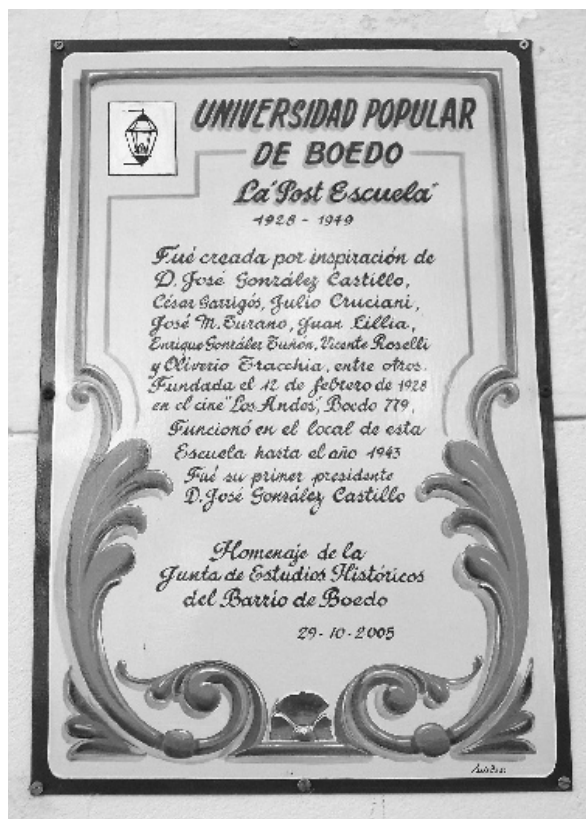 UNIVERSIDAD POPULAR
DE BOEDO
La "Post Escuela"
1928 - 1949
Fué creada por inspiración de
D. José González Castillo,
César Garrigós, Julio Cruciani,
José M. Turano, Juan Lillia,
Enrique González Tuñón, Vicente Roselli
y Oliverio Tracchia, entre otros.
Fundada el 12 de febrero de 1928
en el cine "Los Andes", Boedo 779,
Funcionó en el local de esta
Escuela hasta el año 1943
Fué su primer presidente
D. José González Castillo
Homenaje de la
Junta de Estudios Históricos
del Barrio de Boedo
29-10-2005